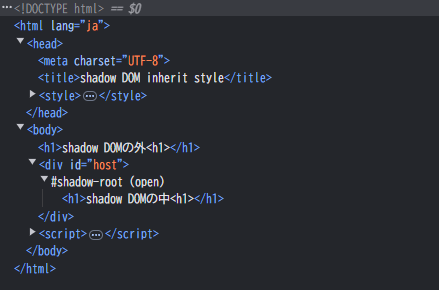 <!DOCTYPE html> == $0
<html lang="ja">
<head>
<meta charset="UTF-8">
<title>shadow DOM inherit style</title>
<style>…</style>
</head>
<body>
<h1>shadow DOMの外<h1></h1>
<div id="host">
#shadow-root (open)
<h1>shadow DOMの中<h1></h1>
</div>
<script>…</script>
</body>
</html>